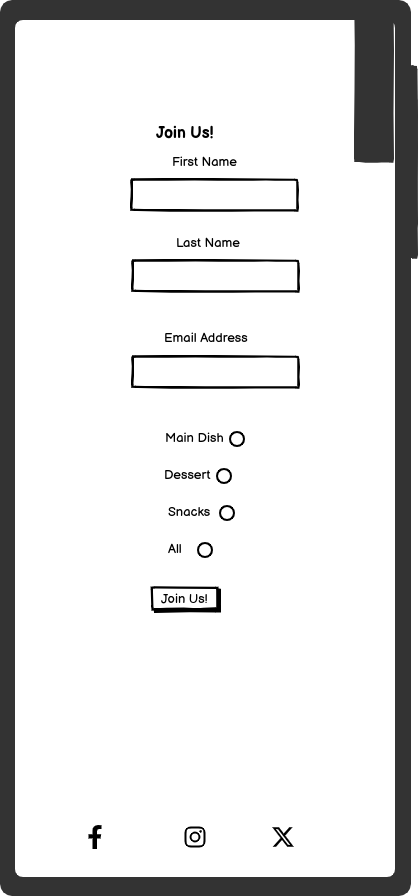 Join Us!
First Name
Last Name
Email Address
Main Dish
Dessert
Snacks
All
Join Us!